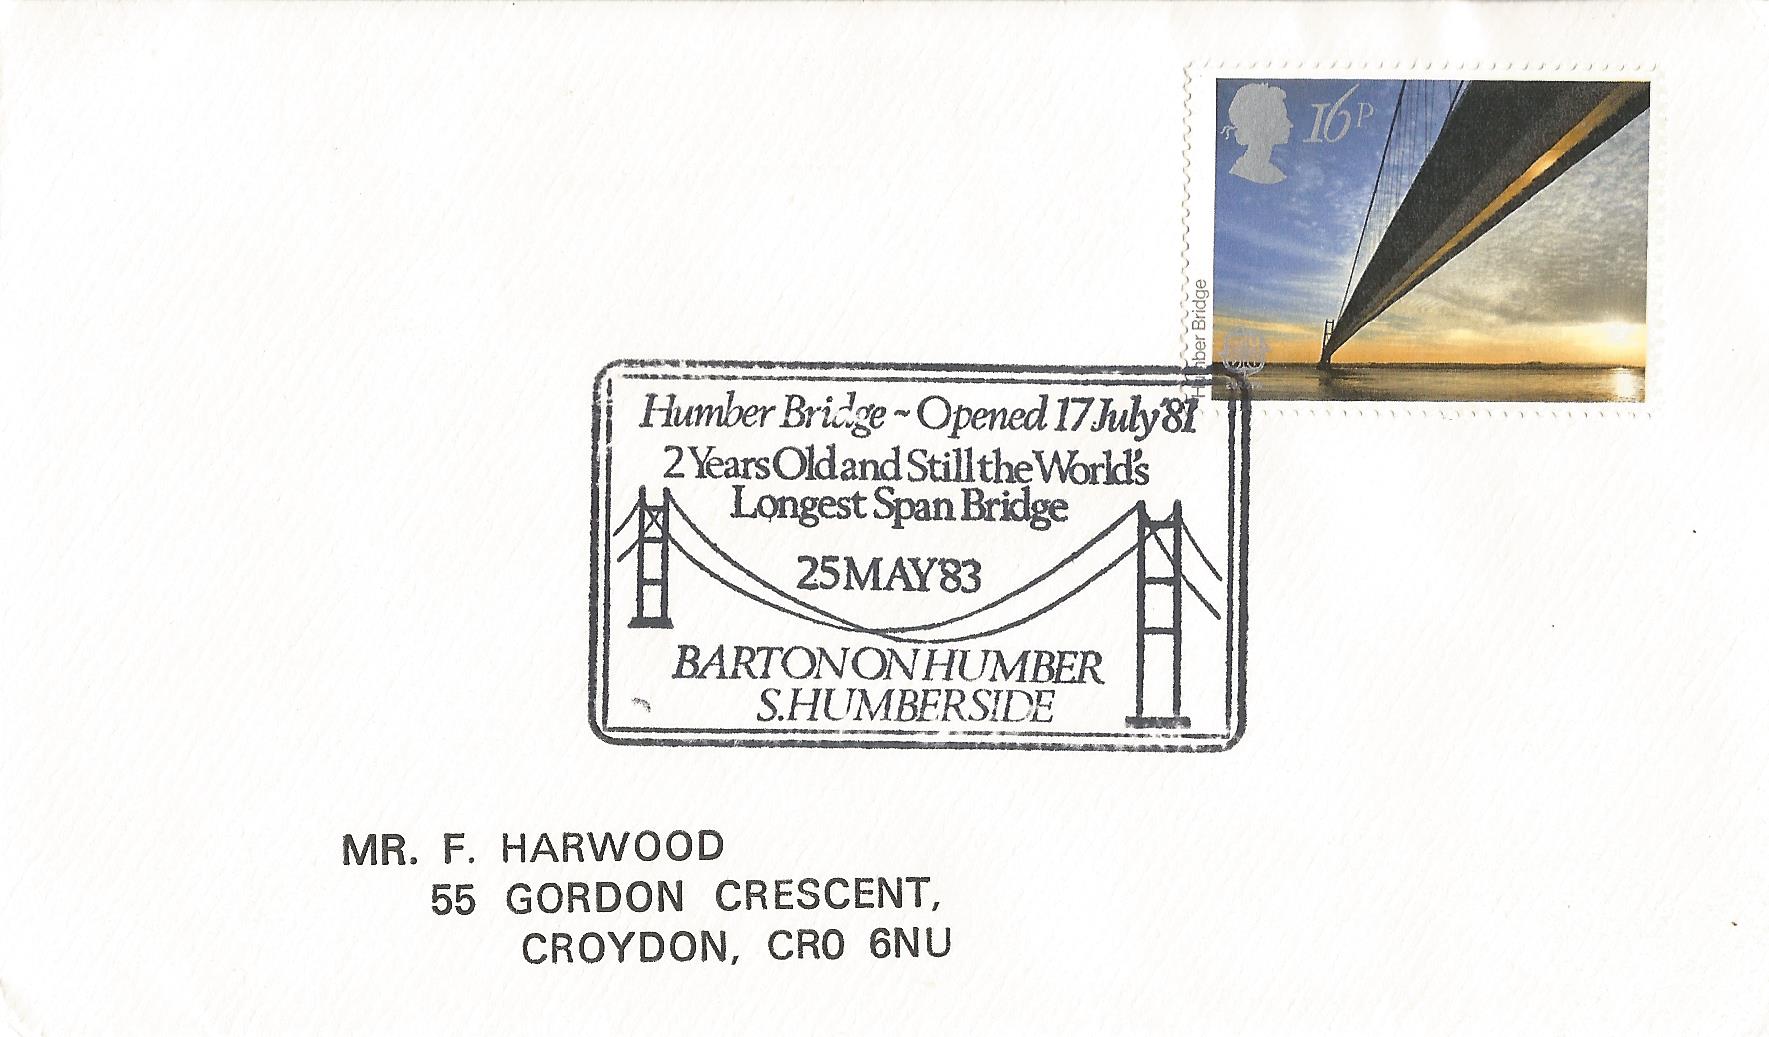 16P
Humber Bridge
Humber Bridge ~ Opened 17 July '81
2 Years Old and Still the World's
Longest Span Bridge
25 MAY '83
BARTON ON HUMBER
S. HUMBERSIDE
MR. F. HARWOOD
55 GORDON CRESCENT,
CROYDON, CR0 6NU